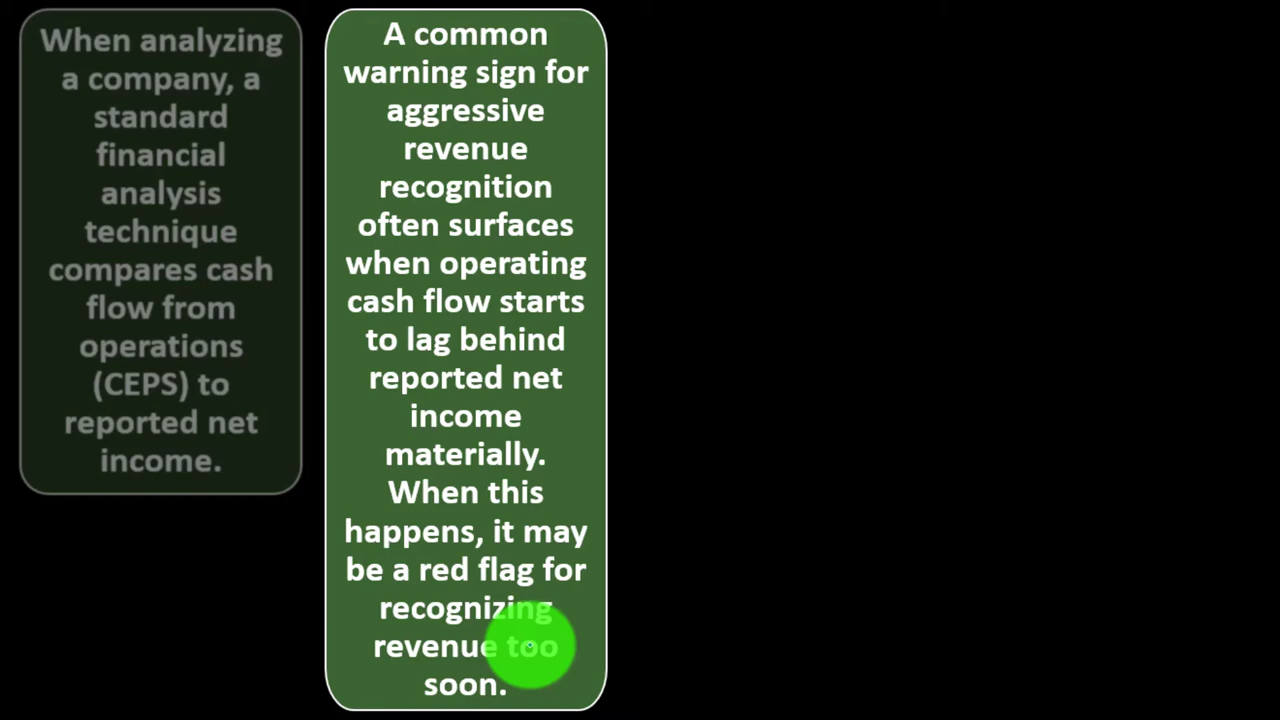 When analyzing
a company, a
standard
financial
analysis
technique
compares cash
flow from
operations
(CEPS) to
reported net
income.
A common
warning sign for
aggressive
revenue
recognition
often surfaces
when operating
cash flow starts
to lag behind
reported net
income
materially.
When this
happens, it may
be a red flag for
recognizing
revenue too
soon.